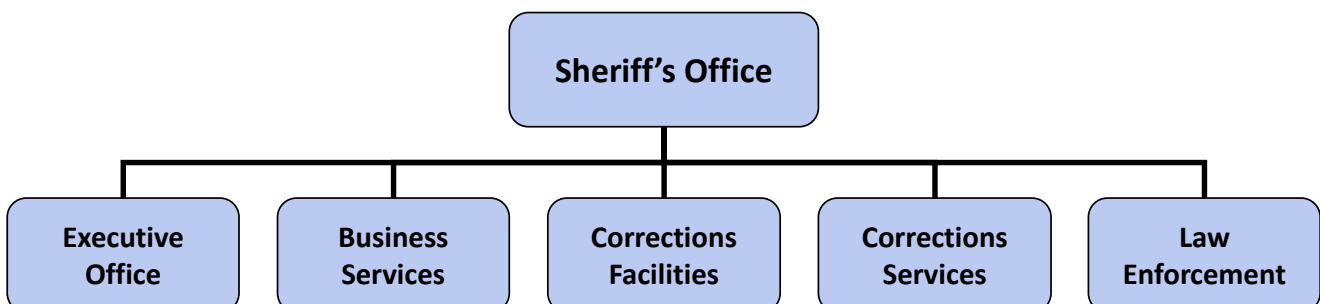 Sheriff’s Office
Executive
Office
Business
Services
Corrections
Facilities
Corrections
Services
Law
Enforcement